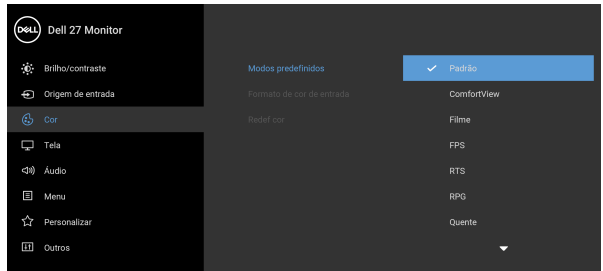 DELL Dell 27 Monitor
Brilho/contraste
Origem de entrada
Cor
Tela
Áudio
Menu
Personalizar
Outros
Modos predefinidos
Formato de cor de entrada
Redef cor
Padrão
ComfortView
Filme
FPS
RTS
RPG
Quente